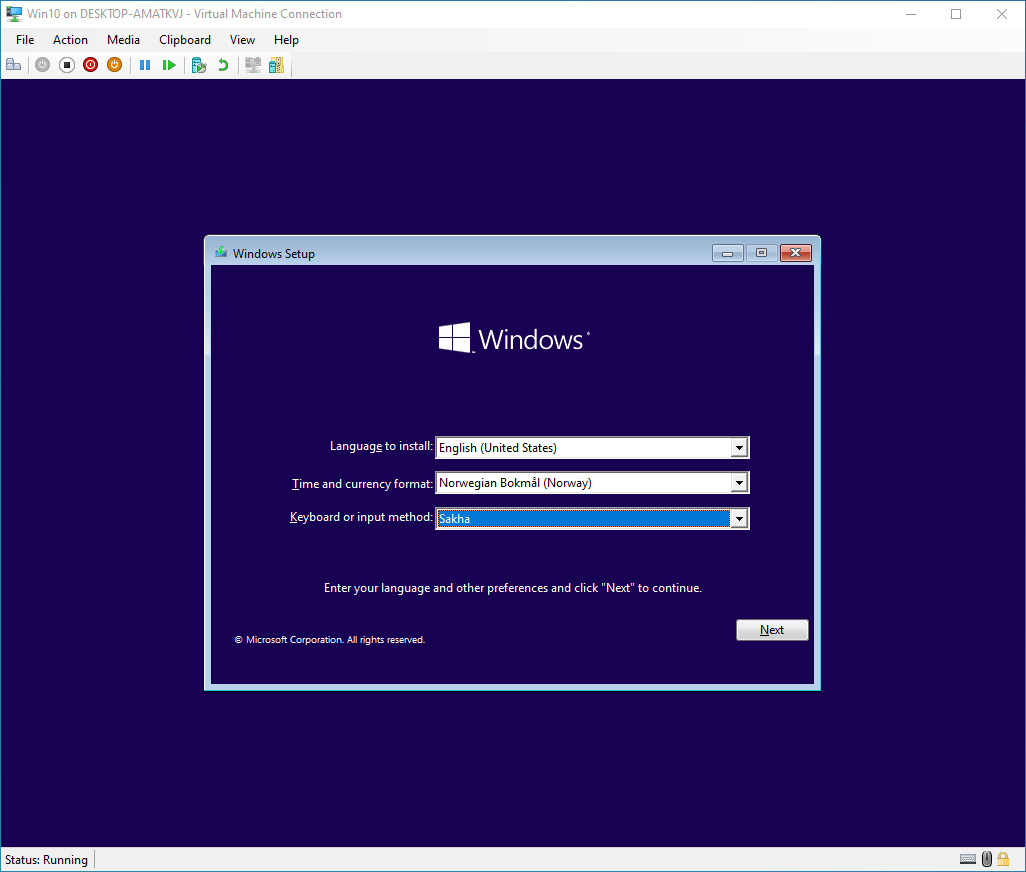 Win10 on DESKTOP-AMATKVJ - Virtual Machine Connection
File Action Media Clipboard View Help
Windows Setup
Windows
Language to install: English (United States)
Time and currency format: Norwegian Bokmål (Norway)
Keyboard or input method: Sakha
Enter your language and other preferences and click "Next" to continue.
Next
© Microsoft Corporation. All rights reserved.
Status: Running